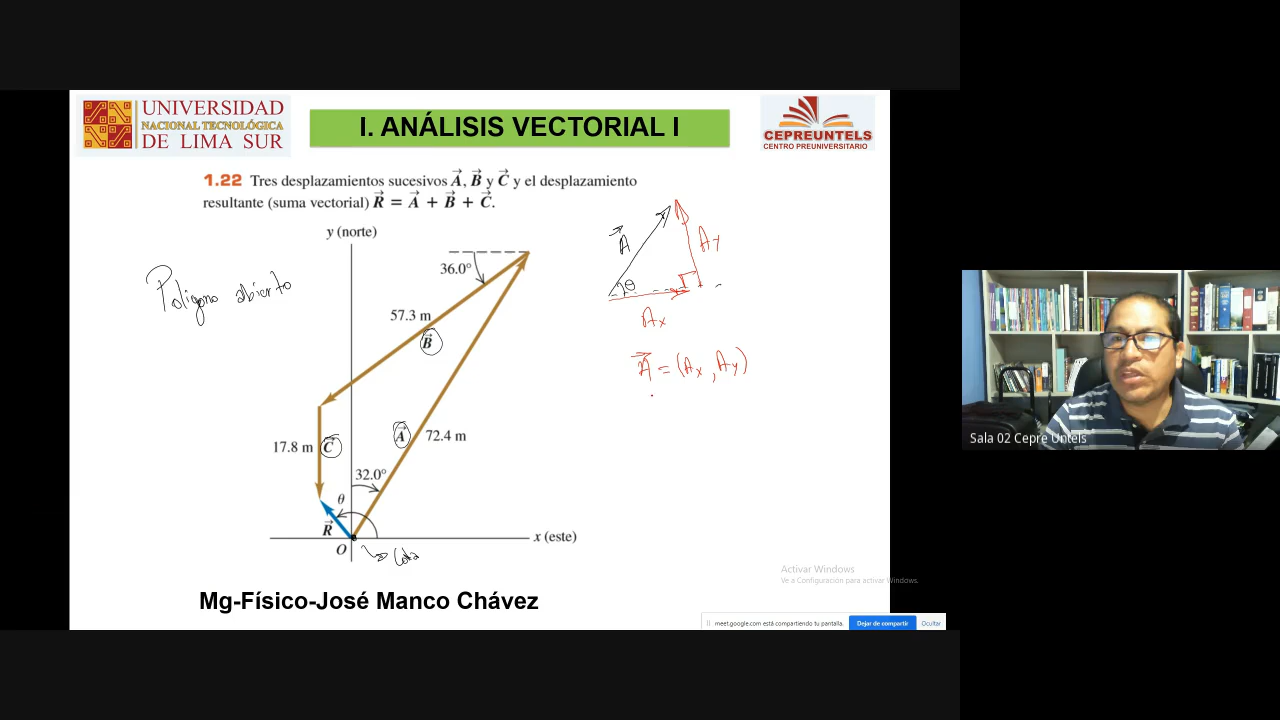 UNIVERSIDAD
NACIONAL TECNOLÓGICA
DE LIMA SUR
I. ANÁLISIS VECTORIAL I
CEPREUNTELS
CENTRO PREUNIVERSITARIO
1.22 Tres desplazamientos sucesivos A, B y C y el desplazamiento
resultante (suma vectorial) R = A + B + C.
y (norte)
36.0°
Polígono abierto
57.3 m
B
A
72.4 m
17.8 m
C
32.0°
θ
R
O
x (este)
A
Ay
θ
Ax
A = (Ax, Ay)
Sala 02 Cepre Untels
Activar Windows
Ve a Configuración para activar Windows.
Mg-Físico-José Manco Chávez
meet.google.com está compartiendo tu pantalla.
Dejar de compartir
Ocultar